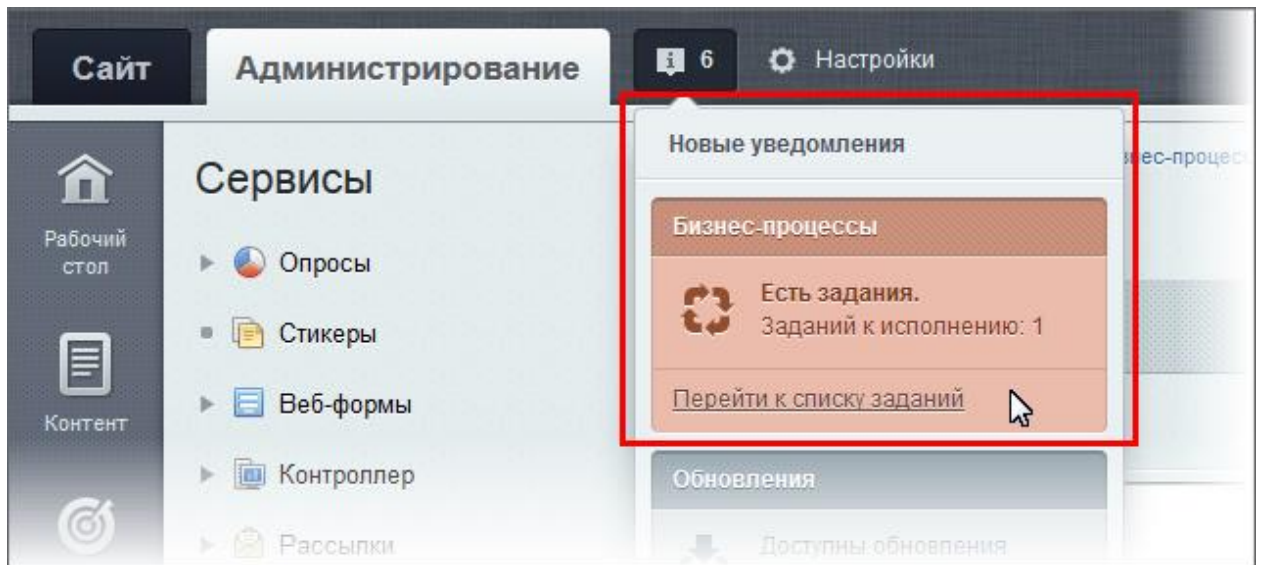 Сайт
Администрирование
6
Настройки
Новые уведомления
Сервисы
Рабочий
стол
Опросы
Стикеры
Контент
Веб-формы
Контроллер
Рассылки
Бизнес-процессы
Есть задания.
Заданий к исполнению: 1
Перейти к списку заданий
Обновления
Доступны обновления